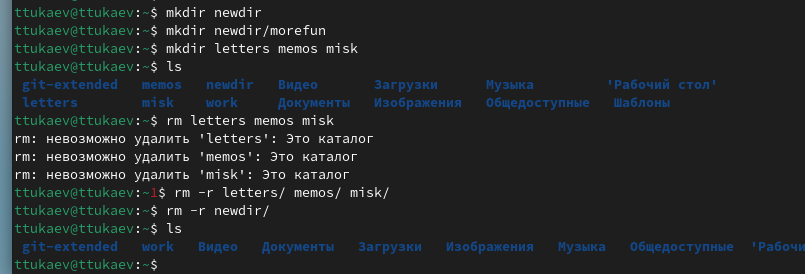 ttukaev@ttukaev:~$ mkdir newdir
ttukaev@ttukaev:~$ mkdir newdir/morefun
ttukaev@ttukaev:~$ mkdir letters memos misk
ttukaev@ttukaev:~$ ls
git-extended memos newdir Видео Загрузки Музыка 'Рабочий стол'
letters misk work Документы Изображения Общедоступные Шаблоны
ttukaev@ttukaev:~$ rm letters memos misk
rm: невозможно удалить 'letters': Это каталог
rm: невозможно удалить 'memos': Это каталог
rm: невозможно удалить 'misk': Это каталог
ttukaev@ttukaev:~1$ rm -r letters/ memos/ misk/
ttukaev@ttukaev:~$ rm -r newdir/
ttukaev@ttukaev:~$ ls
git-extended work Видео Документы Загрузки Изображения Музыка Общедоступные 'Рабочи
ttukaev@ttukaev:~$